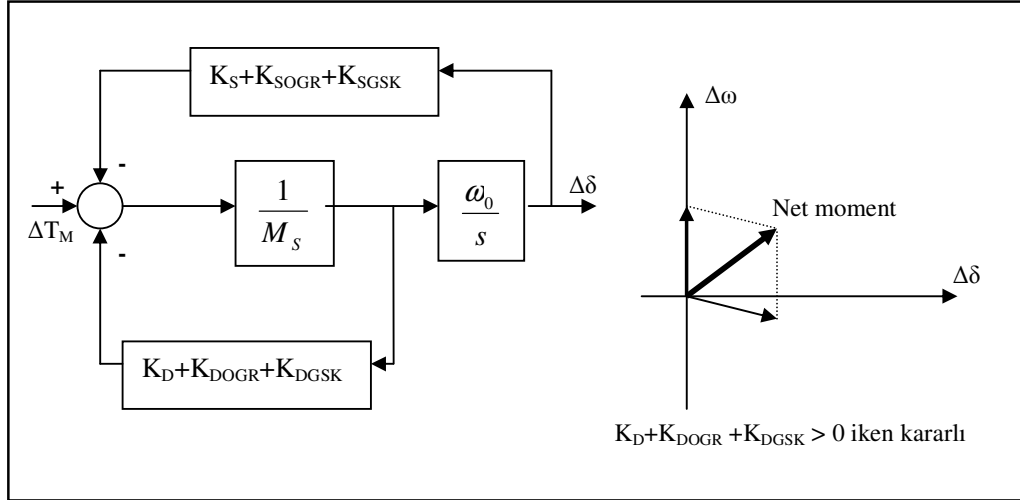 K_S+K_SOGR+K_SGSK
-
+
ΔT_M
-
1
M_S
ω_0
s
Δδ
K_D+K_DOGR+K_DGSK
Δω
Net moment
Δδ
K_D+K_DOGR +K_DGSK > 0 iken kararlı